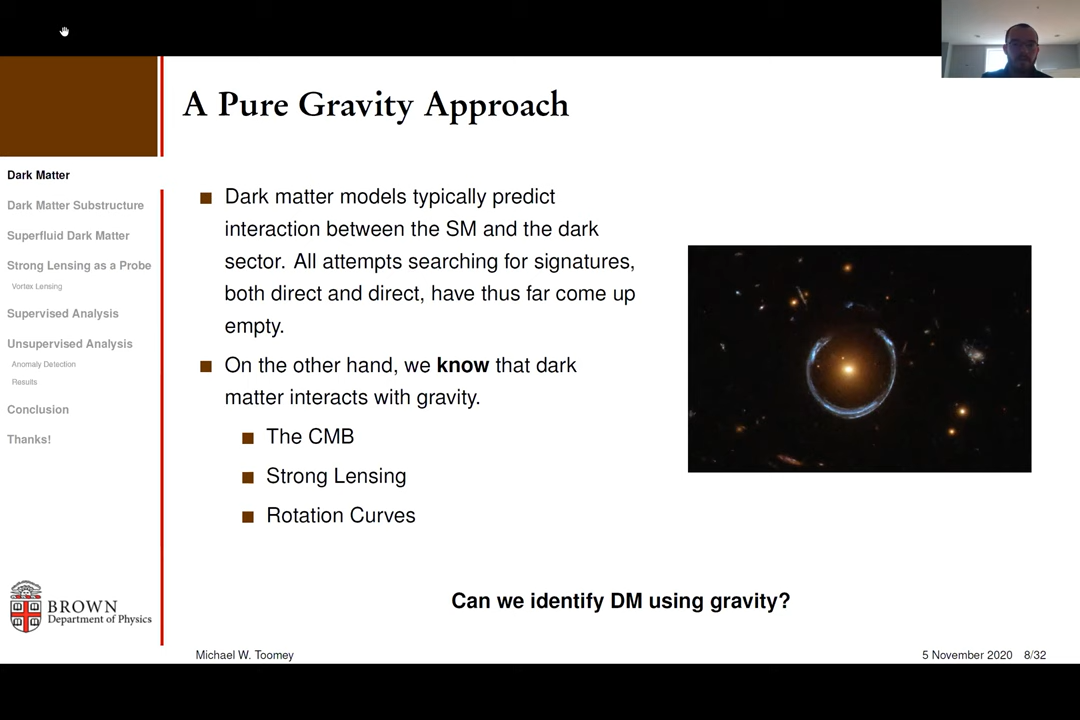 A Pure Gravity Approach
Dark Matter
Dark Matter Substructure
Superfluid Dark Matter
Strong Lensing as a Probe
Vortex Lensing
Supervised Analysis
Unsupervised Analysis
Anomaly Detection
Results
Conclusion
Thanks!
Dark matter models typically predict
interaction between the SM and the dark
sector. All attempts searching for signatures,
both direct and direct, have thus far come up
empty.
On the other hand, we know that dark
matter interacts with gravity.
The CMB
Strong Lensing
Rotation Curves
Can we identify DM using gravity?
BROWN
Department of Physics
Michael W. Toomey
5 November 2020 8/32